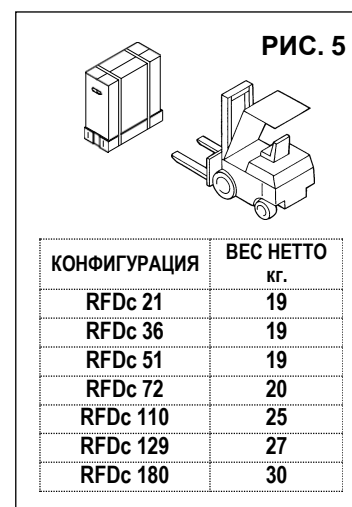 РИС. 5
КОНФИГУРАЦИЯ ВЕС НЕТТО кг.
RFDc 21 19
RFDc 36 19
RFDc 51 19
RFDc 72 20
RFDc 110 25
RFDc 129 27
RFDc 180 30